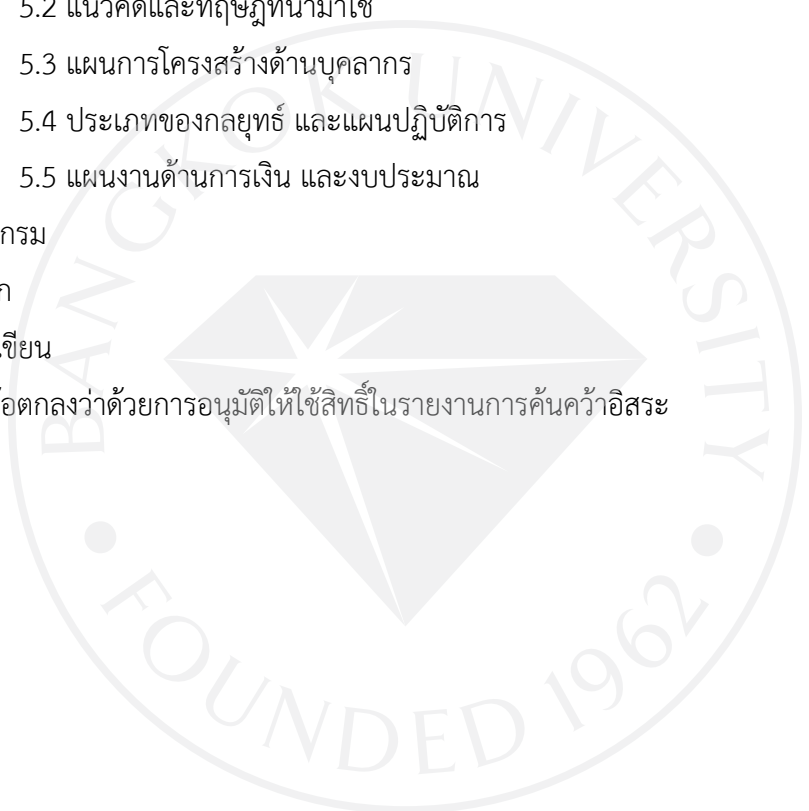 5.2 แนวคิดและทฤษฎีที่นำมาใช้
5.3 แผนการโครงสร้างด้านบุคลากร
5.4 ประเภทของกลยุทธ์ และแผนปฏิบัติการ
5.5 แผนงานด้านการเงิน และงบประมาณ
กรม
ก
เขียน
อตกลงว่าด้วยการอนุมัติให้ใช้สิทธิ์ในรายงานการค้นคว้าอิสระ
BANGKOK UNIVERSITY
FOUNDED 1962